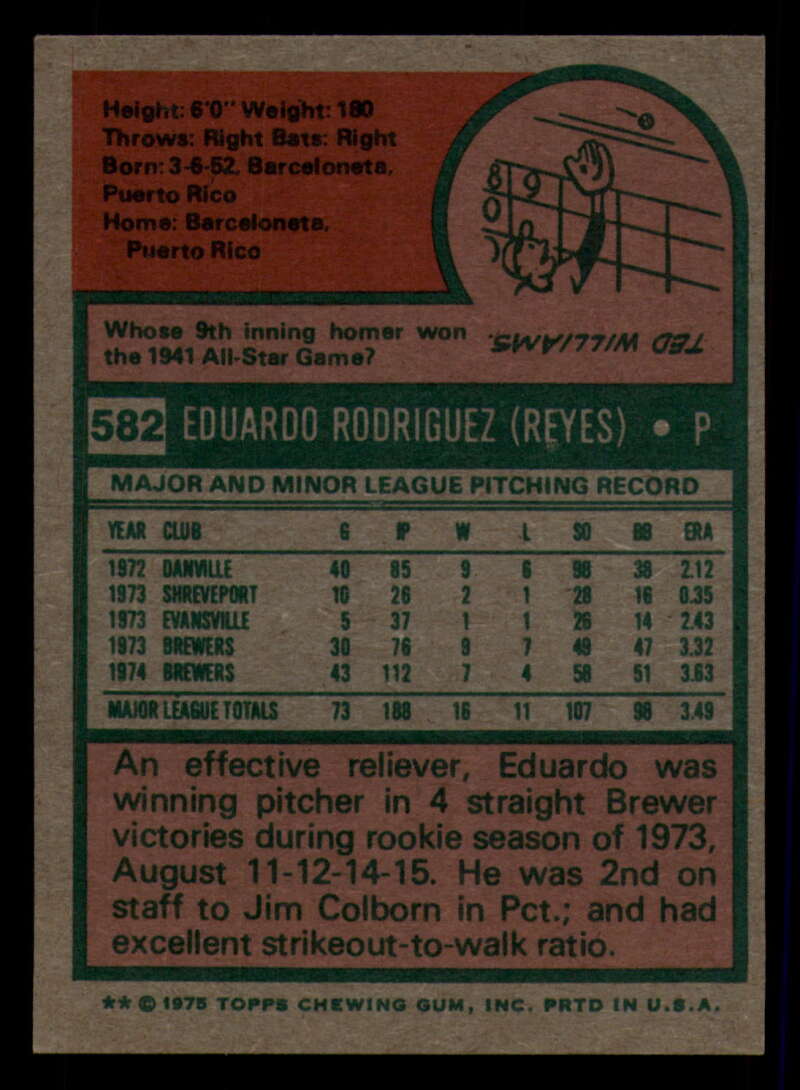 Height: 6'0" Weight: 180
Throws: Right Bats: Right
Born: 3-6-52, Barceloneta,
Puerto Rico
Home: Barceloneta,
Puerto Rico
8 9
0
Whose 9th inning homer won
the 1941 All-Star Game?
TED WILLIAMS.
582 EDUARDO RODRIGUEZ (REYES) • P
MAJOR AND MINOR LEAGUE PITCHING RECORD
YEAR CLUB G IP W L SO BB ERA
1972 DANVILLE 40 85 9 6 98 38 2.12
1973 SHREVEPORT 10 26 2 1 28 16 0.35
1973 EVANSVILLE 5 37 1 1 26 14 2.43
1973 BREWERS 30 76 9 7 49 47 3.32
1974 BREWERS 43 112 7 4 58 51 3.63
MAJOR LEAGUE TOTALS 73 188 16 11 107 98 3.49
An effective reliever, Eduardo was
winning pitcher in 4 straight Brewer
victories during rookie season of 1973,
August 11-12-14-15. He was 2nd on
staff to Jim Colborn in Pct.; and had
excellent strikeout-to-walk ratio.
** © 1975 TOPPS CHEWING GUM, INC. PRTD IN U.S.A.